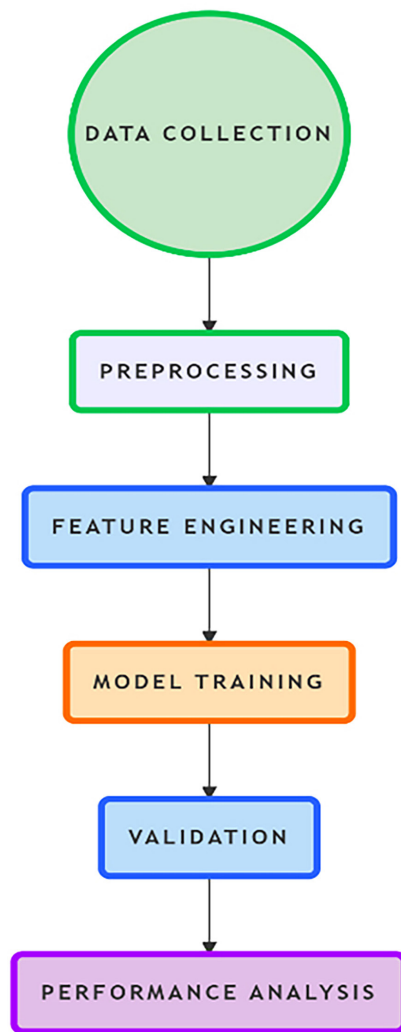 DATA COLLECTION
PREPROCESSING
FEATURE ENGINEERING
MODEL TRAINING
VALIDATION
PERFORMANCE ANALYSIS